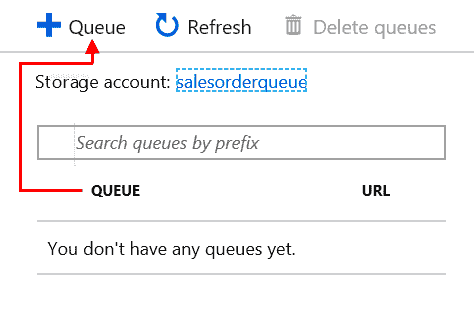 Queue Refresh Delete queues
Storage account: salesorderqueue
Search queues by prefix
QUEUE URL
You don't have any queues yet.